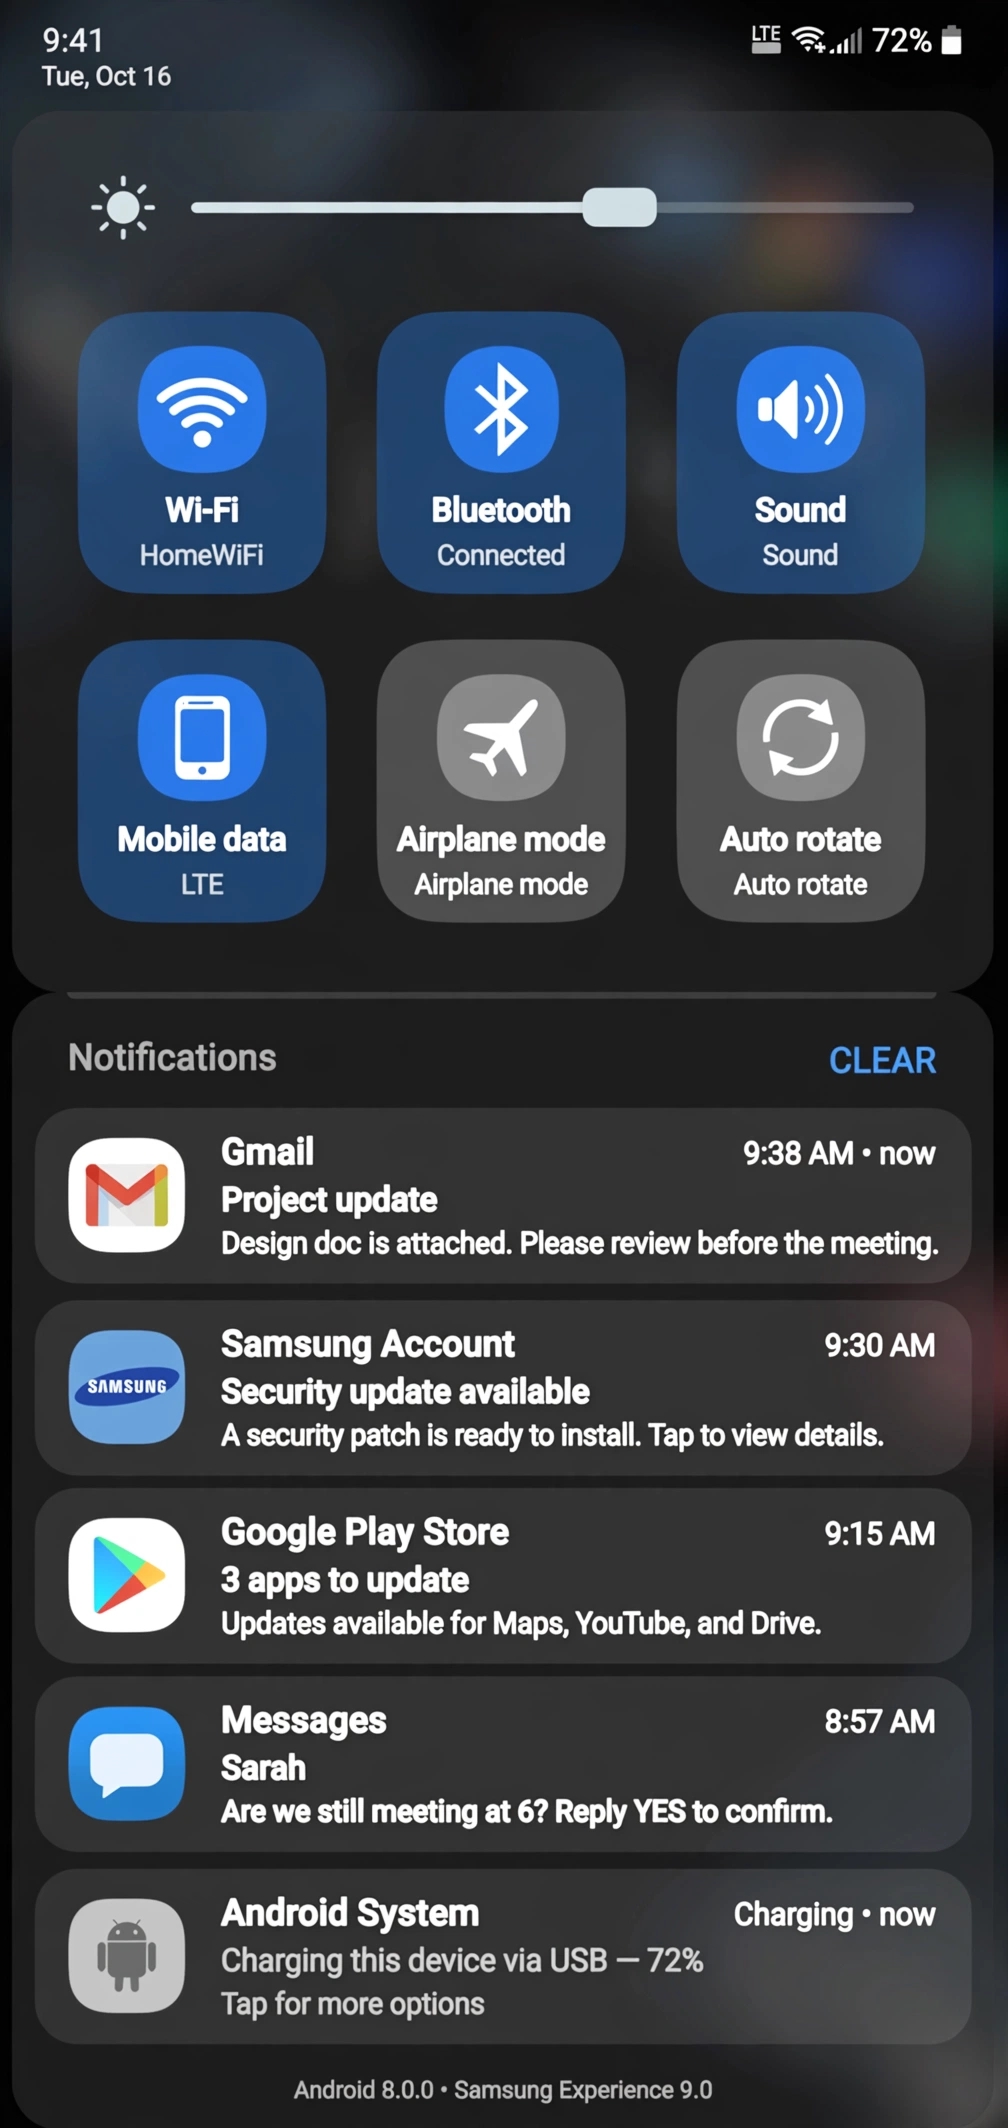 9:41
LTE 72%
Tue, Oct 16
Wi-Fi
HomeWiFi
Bluetooth
Connected
Sound
Sound
Mobile data
LTE
Airplane mode
Airplane mode
Auto rotate
Auto rotate
Notifications
CLEAR
Gmail
9:38 AM • now
Project update
Design doc is attached. Please review before the meeting.
SAMSUNG
Samsung Account
9:30 AM
Security update available
A security patch is ready to install. Tap to view details.
Google Play Store
9:15 AM
3 apps to update
Updates available for Maps, YouTube, and Drive.
Messages
8:57 AM
Sarah
Are we still meeting at 6? Reply YES to confirm.
Android System
Charging • now
Charging this device via USB — 72%
Tap for more options
Android 8.0.0 • Samsung Experience 9.0